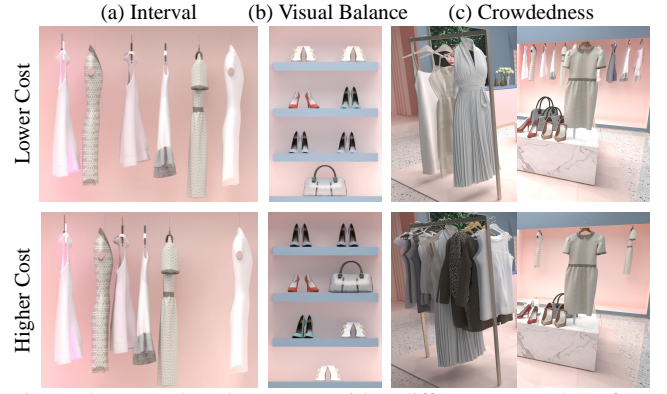 (a) Interval (b) Visual Balance (c) Crowdedness
Lower Cost
Higher Cost